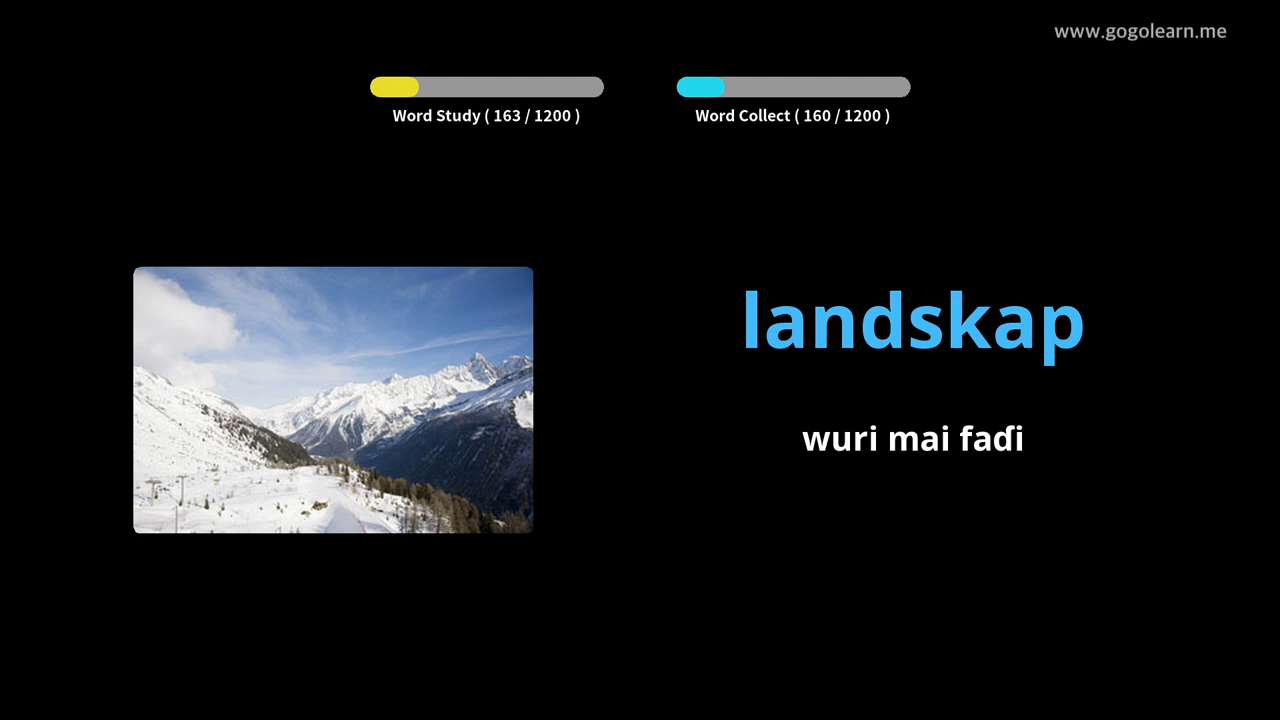 www.gogolearn.me
Word Study ( 163 / 1200 )
Word Collect ( 160 / 1200 )
landskap
wuri mai faɗi